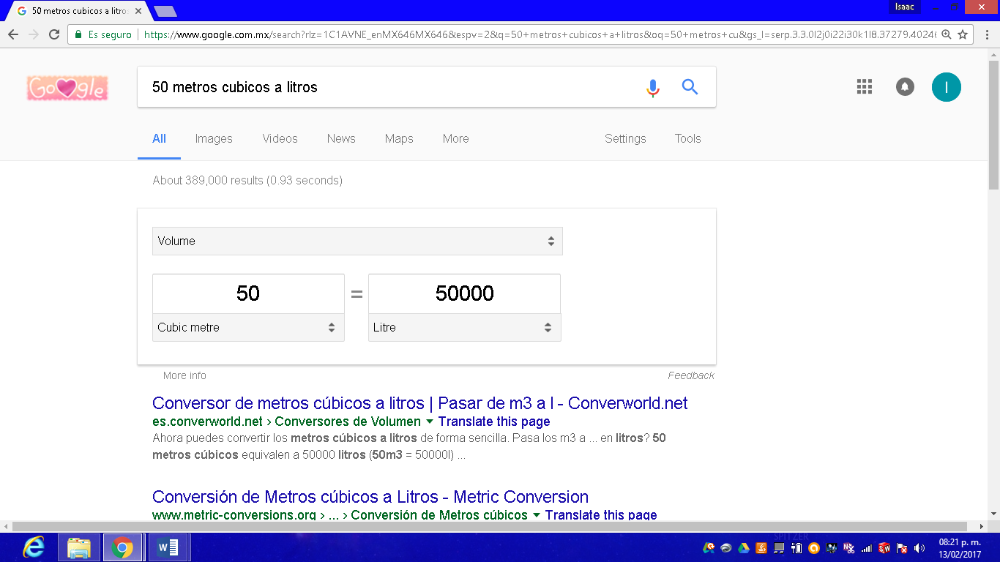 50 metros cubicos a litros
Isaac
Es seguro
https://www.google.com.mx/search?rlz=1C1AVNE_enMX646MX646&espv=2&q=50+metros+cubicos+a+litros&oq=50+metros+cu&gs_l=serp.3.3.0l2j0i22i30k1l8.37279.40246
Google
50 metros cubicos a litros
I
All Images Videos News Maps More Settings Tools
About 389,000 results (0.93 seconds)
Volume
50 = 50000
Cubic metre Litre
More info Feedback
Conversor de metros cúbicos a litros | Pasar de m3 a l - Converworld.net
es.converworld.net › Conversores de Volumen Translate this page
Ahora puedes convertir los metros cúbicos a litros de forma sencilla. Pasa los m3 a ... en litros? 50
metros cúbicos equivalen a 50000 litros (50m3 = 50000l) ...
Conversión de Metros cúbicos a Litros - Metric Conversion
www.metric-conversions.org › ... › Conversión de Metros cúbicos Translate this page
SPITZER
08:21 p. m.
13/02/2017